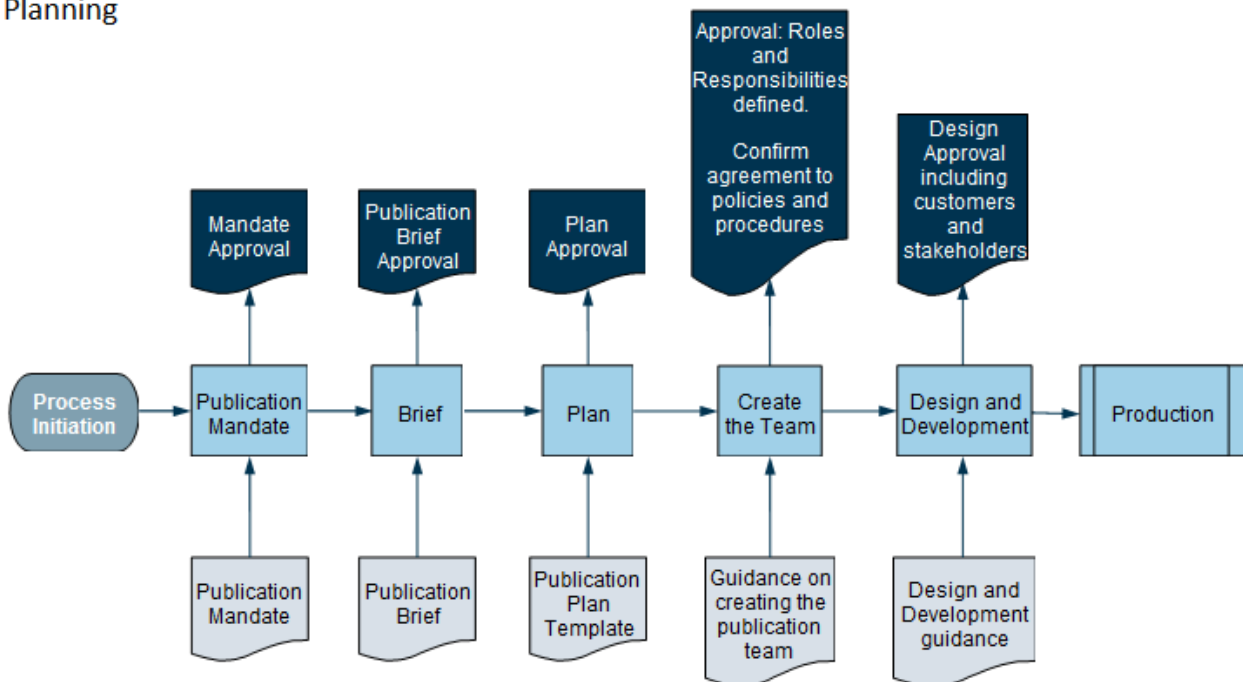 Planning
Approval: Roles
and
Responsibilities
defined.
Confirm
agreement to
policies and
procedures
Design
Approval
including
customers
and
stakeholders
Mandate
Approval
Publication
Brief
Approval
Plan
Approval
Process
Initiation
Publication
Mandate
Brief
Plan
Create
the Team
Design and
Development
Production
Publication
Mandate
Publication
Brief
Publication
Plan
Template
Guidance on
creating the
publication
team
Design and
Development
guidance